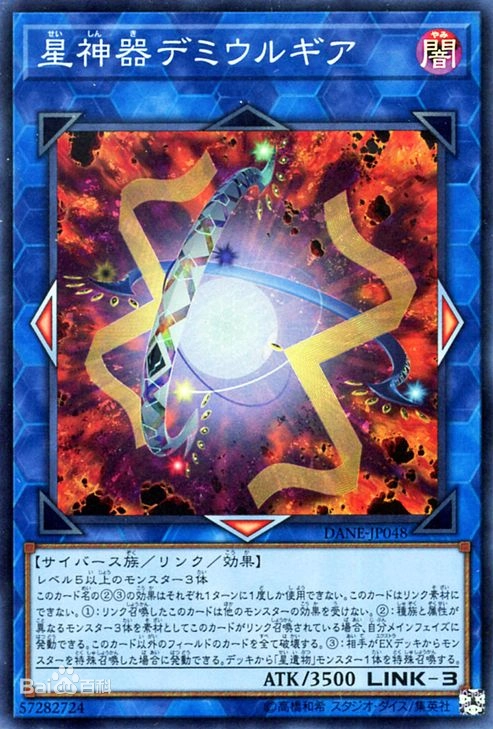 星神器デミウルギア
闇
DANE-JP048
【サイバース族／リンク／効果】
レベル5以上のモンスター3体
このカード名の②③の効果はそれぞれ1ターンに1度しか使用できない。このカードはリンク素材に
できない。①：リンク召喚したこのカードは他のモンスターの効果を受けない。②：種族と属性が
異なるモンスター3体を素材としてこのカードがリンク召喚されている場合、自分メインフェイズに
発動できる。このカード以外のフィールドのカードを全て破壊する。③：相手がEXデッキからモン
スターを特殊召喚した場合に発動できる。デッキから「星遺物」モンスター1体を特殊召喚する。
ATK/3500 LINK-3
Bai百科
57282724
©高橋和希 スタジオ・ダイス/集英社